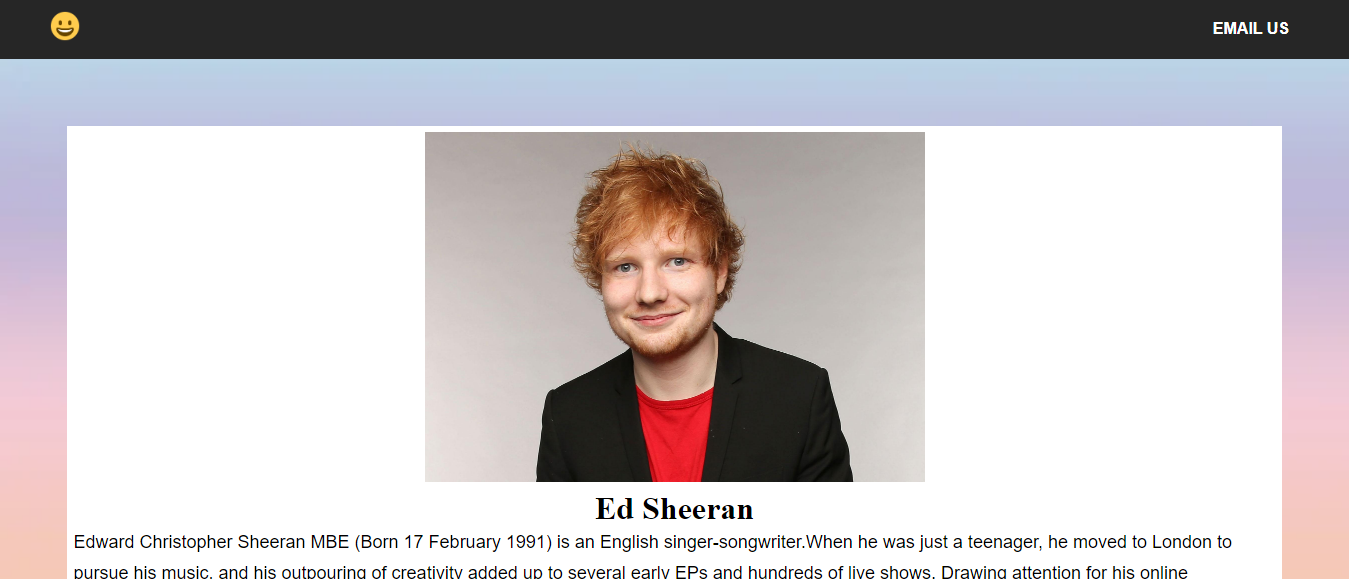 EMAIL US
Ed Sheeran
Edward Christopher Sheeran MBE (Born 17 February 1991) is an English singer-songwriter.When he was just a teenager, he moved to London to
pursue his music, and his outpouring of creativity added up to several early EPs and hundreds of live shows. Drawing attention for his online